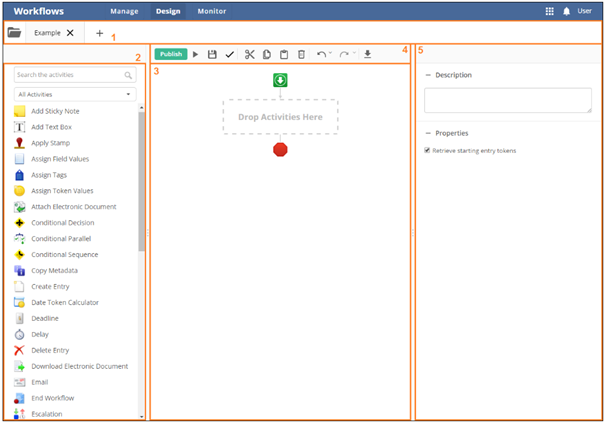 Workflows Manage Design Monitor User
Example
1
2
Search the activities
All Activities
Add Sticky Note
Add Text Box
Apply Stamp
Assign Field Values
Assign Tags
Assign Token Values
Attach Electronic Document
Conditional Decision
Conditional Parallel
Conditional Sequence
Copy Metadata
Create Entry
Date Token Calculator
Deadline
Delay
Delete Entry
Download Electronic Document
Email
End Workflow
Escalation
Publish
4
3
Drop Activities Here
5
Description
Properties
Retrieve starting entry tokens